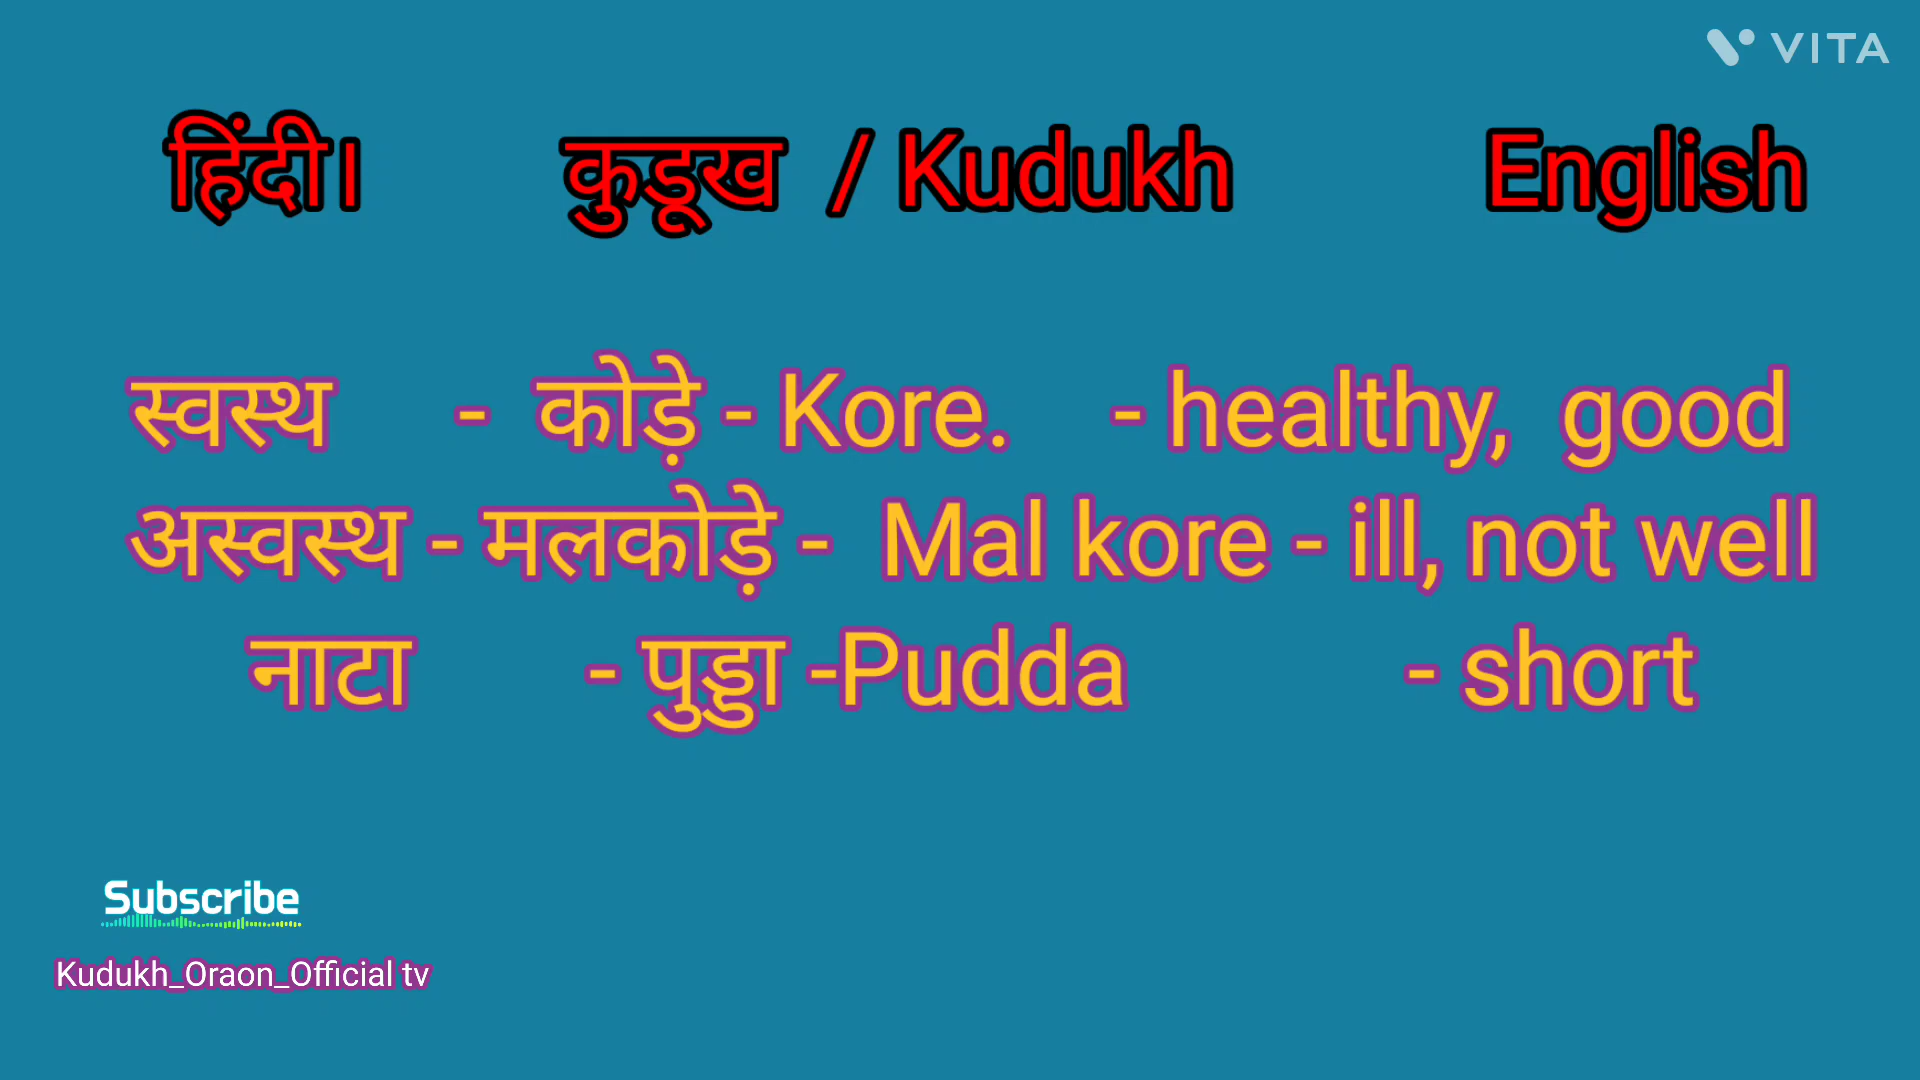 VITA
हिंदी। कुडूख / Kudukh English
स्वस्थ - कोड़े - Kore. - healthy, good
अस्वस्थ - मलकोड़े - Mal kore - ill, not well
नाटा - पुड्डा -Pudda - short
Subscribe
Kudukh_Oraon_Official tv